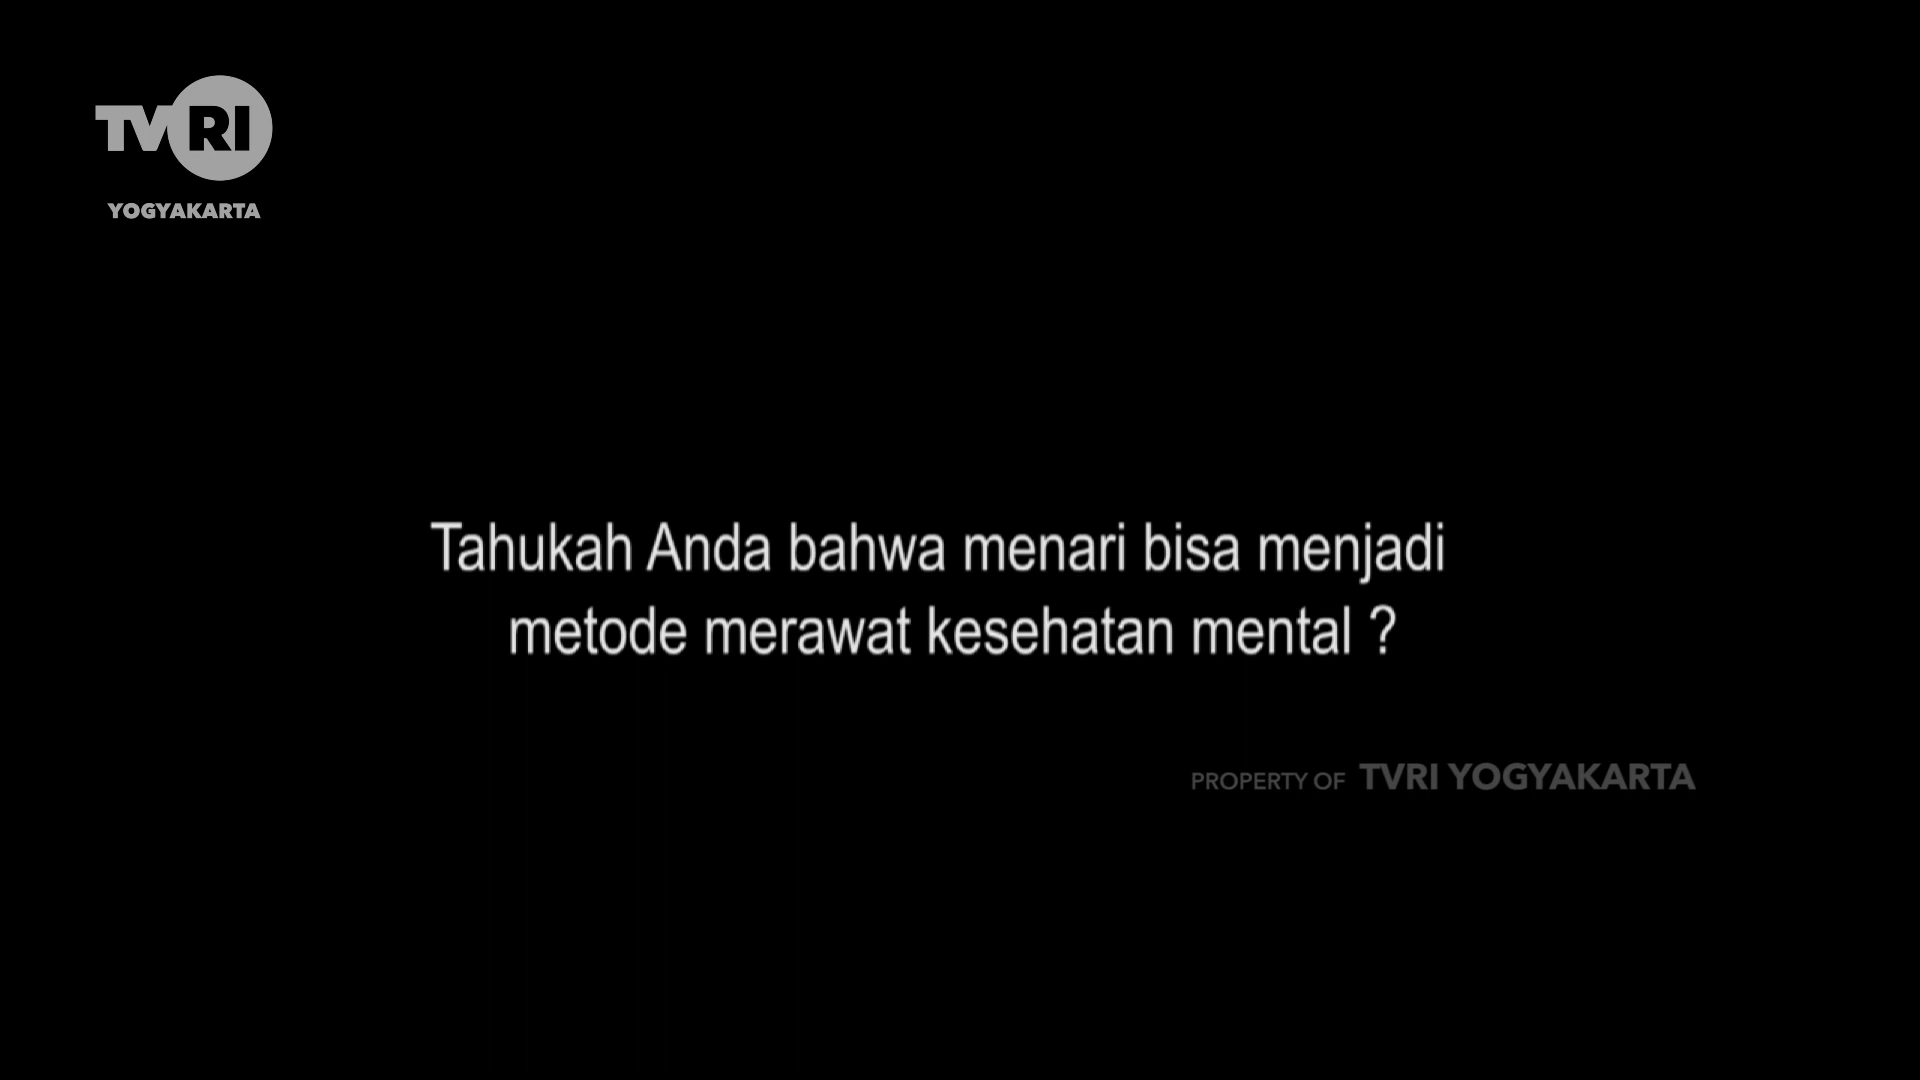 TVRI
YOGYAKARTA
Tahukah Anda bahwa menari bisa menjadi
metode merawat kesehatan mental ?
PROPERTY OF TVRI YOGYAKARTA